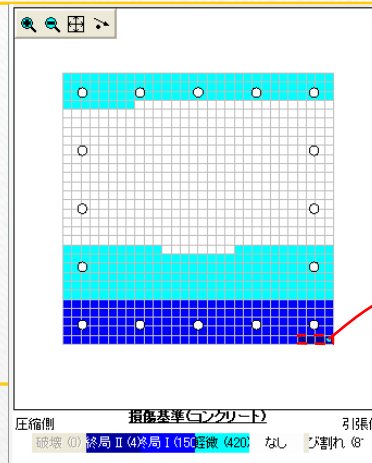 損傷基準(コンクリート)
圧縮側 引張側
破壊 (0) 終局 II (4) 終局 I (150 軽微 (420) なし び割れ (8